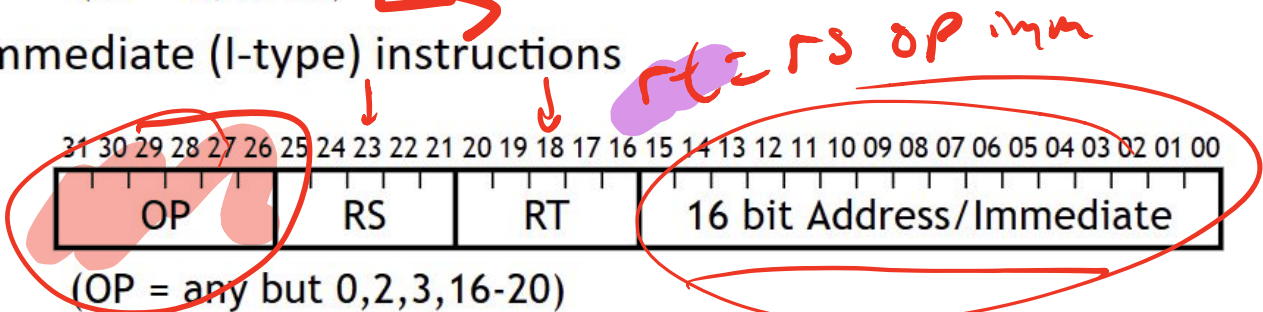 mmediate (I-type) instructions
rt = rs op imm
31 30 29 28 27 26 25 24 23 22 21 20 19 18 17 16 15 14 13 12 11 10 09 08 07 06 05 04 03 02 01 00
OP RS RT 16 bit Address/Immediate
(OP = any but 0,2,3,16-20)